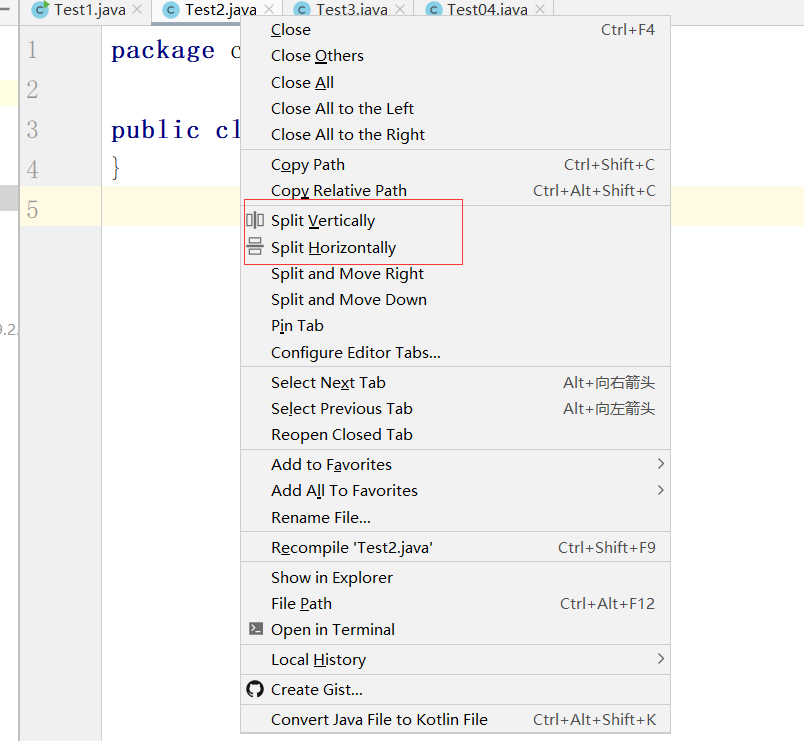 Test1.java
Test2.java
Test3.java
Test04.java
1
package
2
3
public
4
}
5
Close Ctrl+F4
Close Others
Close All
Close All to the Left
Close All to the Right
Copy Path Ctrl+Shift+C
Copy Relative Path Ctrl+Alt+Shift+C
Split Vertically
Split Horizontally
Split and Move Right
Split and Move Down
Pin Tab
Configure Editor Tabs...
Select Next Tab Alt+向右箭头
Select Previous Tab Alt+向左箭头
Reopen Closed Tab
Add to Favorites
Add All To Favorites
Rename File...
Recompile 'Test2.java' Ctrl+Shift+F9
Show in Explorer
File Path Ctrl+Alt+F12
Open in Terminal
Local History
Create Gist...
Convert Java File to Kotlin File Ctrl+Alt+Shift+K